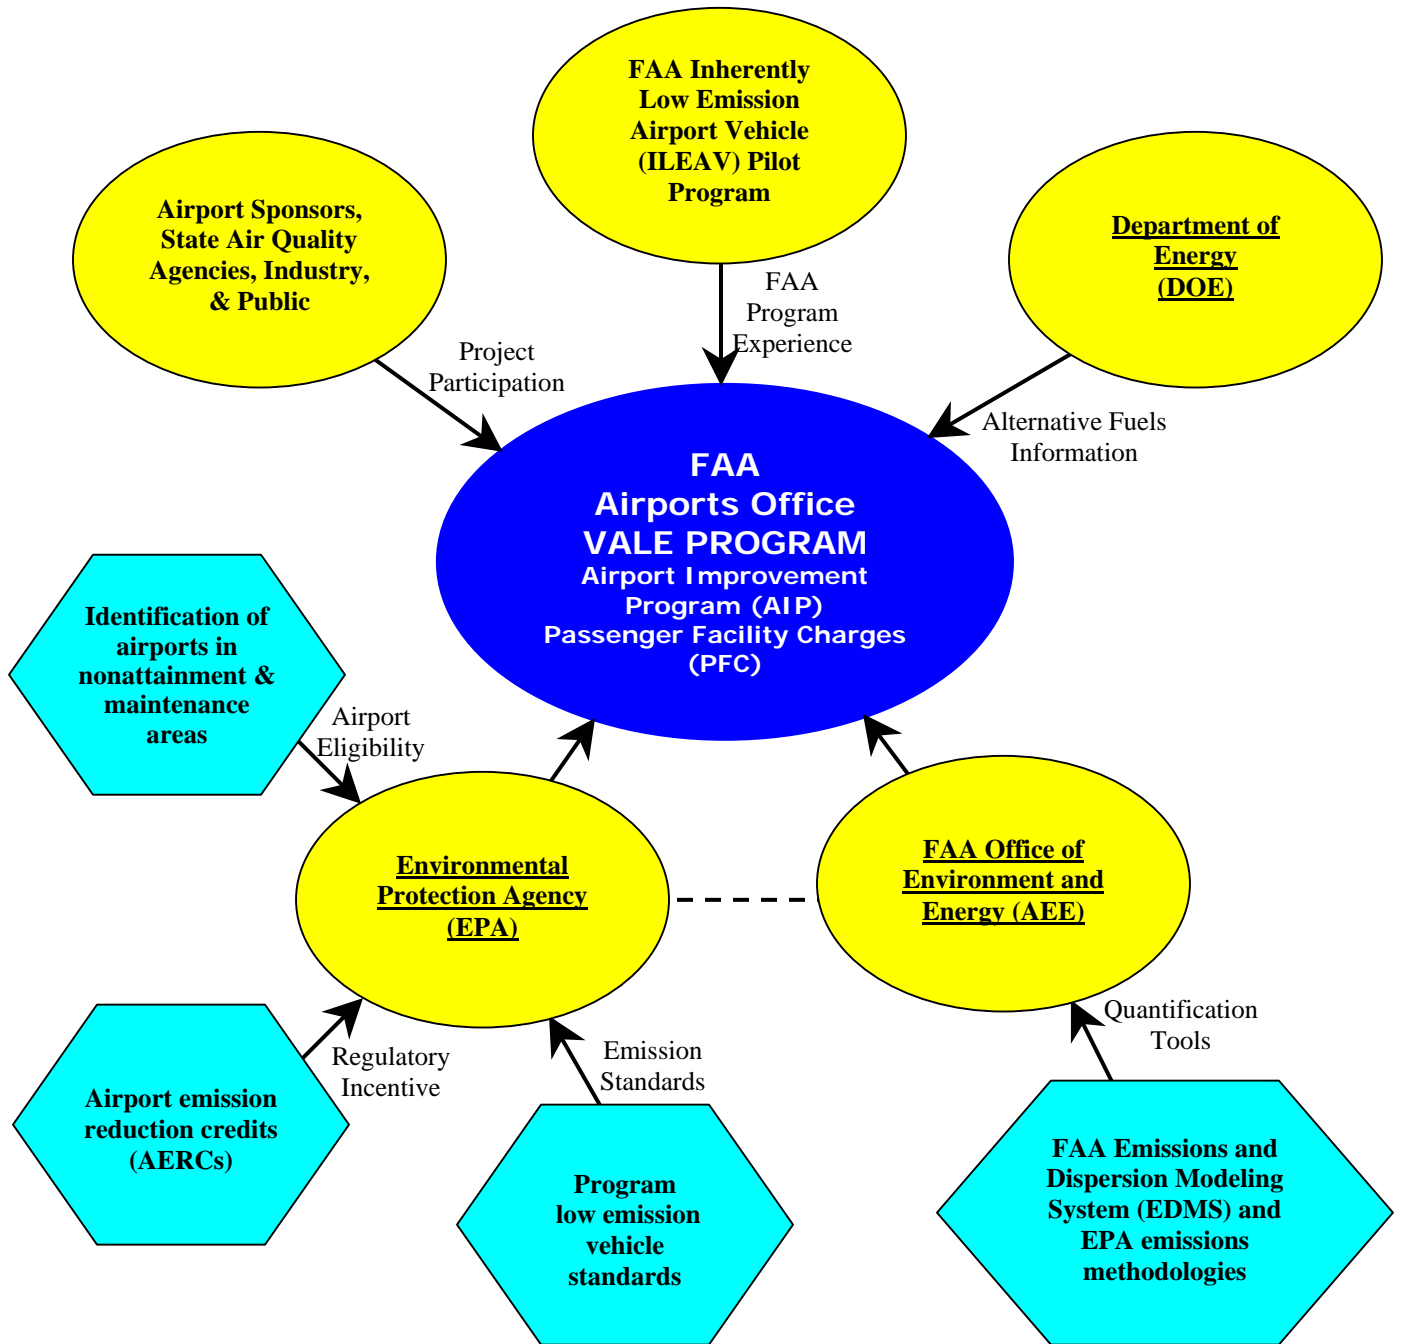 FAA Inherently
Low Emission
Airport Vehicle
(ILEAV) Pilot
Program
Airport Sponsors,
State Air Quality
Agencies, Industry,
& Public
Department of
Energy
(DOE)
FAA
Program
Experience
Project
Participation
Alternative Fuels
Information
FAA
Airports Office
VALE PROGRAM
Airport Improvement
Program (AIP)
Passenger Facility Charges
(PFC)
Identification of
airports in
nonattainment &
maintenance
areas
Airport
Eligibility
Environmental
Protection Agency
(EPA)
FAA Office of
Environment and
Energy (AEE)
Regulatory
Incentive
Emission
Standards
Quantification
Tools
Airport emission
reduction credits
(AERCs)
Program
low emission
vehicle
standards
FAA Emissions and
Dispersion Modeling
System (EDMS) and
EPA emissions
methodologies